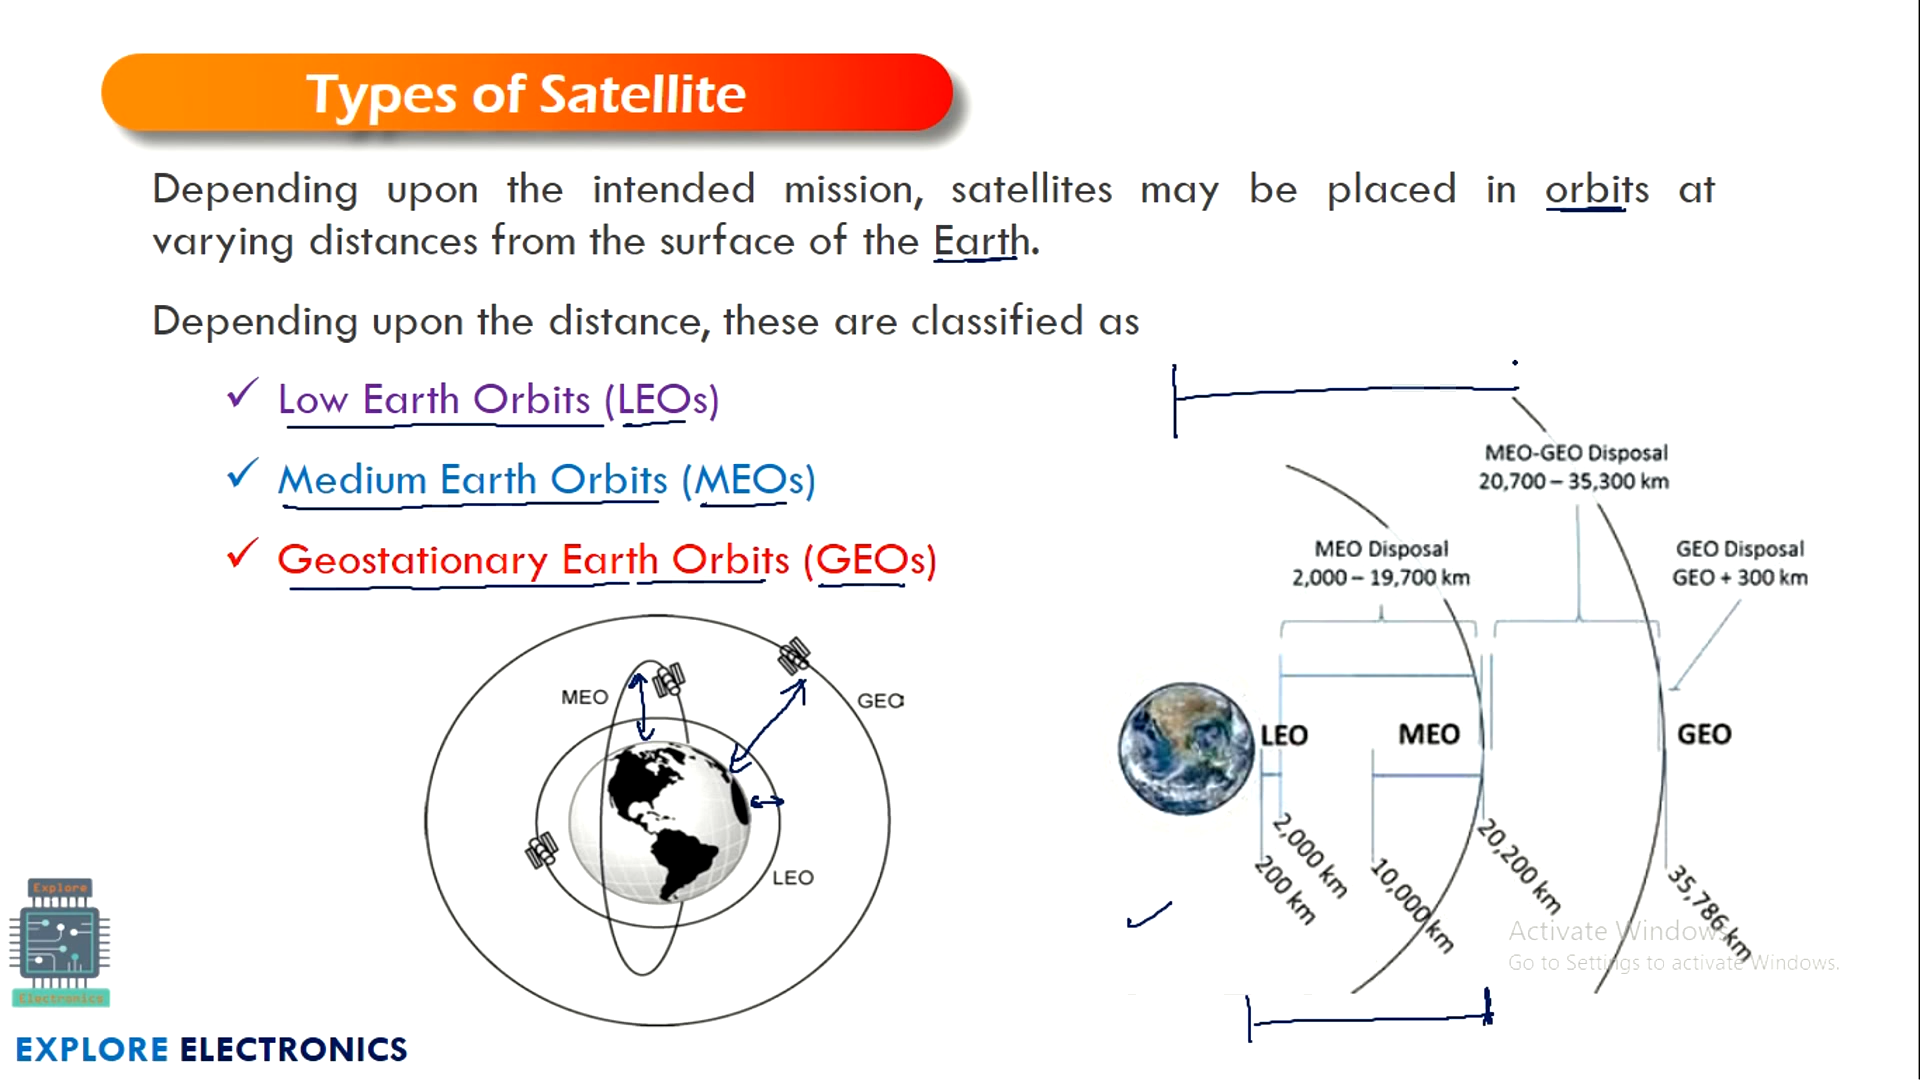 Types of Satellite
Depending upon the intended mission, satellites may be placed in orbits at
varying distances from the surface of the Earth.
Depending upon the distance, these are classified as
✓ Low Earth Orbits (LEOs)
✓ Medium Earth Orbits (MEOs)
✓ Geostationary Earth Orbits (GEOs)
MEO
GEO
LEO
MEO-GEO Disposal
20,700 – 35,300 km
MEO Disposal
2,000 – 19,700 km
GEO Disposal
GEO + 300 km
LEO
MEO
GEO
200 km
2,000 km
10,000 km
20,200 km
35,786 km
Activate Windows
Go to Settings to activate Windows.
Explore
Electronics
EXPLORE ELECTRONICS